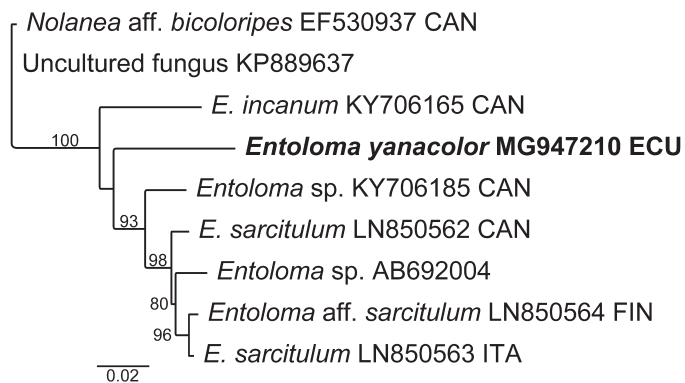 Nolanea aff. bicoloripes EF530937 CAN
Uncultured fungus KP889637
E. incanum KY706165 CAN
100
Entoloma yanacolor MG947210 ECU
Entoloma sp. KY706185 CAN
93
E. sarcitulum LN850562 CAN
98
Entoloma sp. AB692004
80
Entoloma aff. sarcitulum LN850564 FIN
96
E. sarcitulum LN850563 ITA
0.02